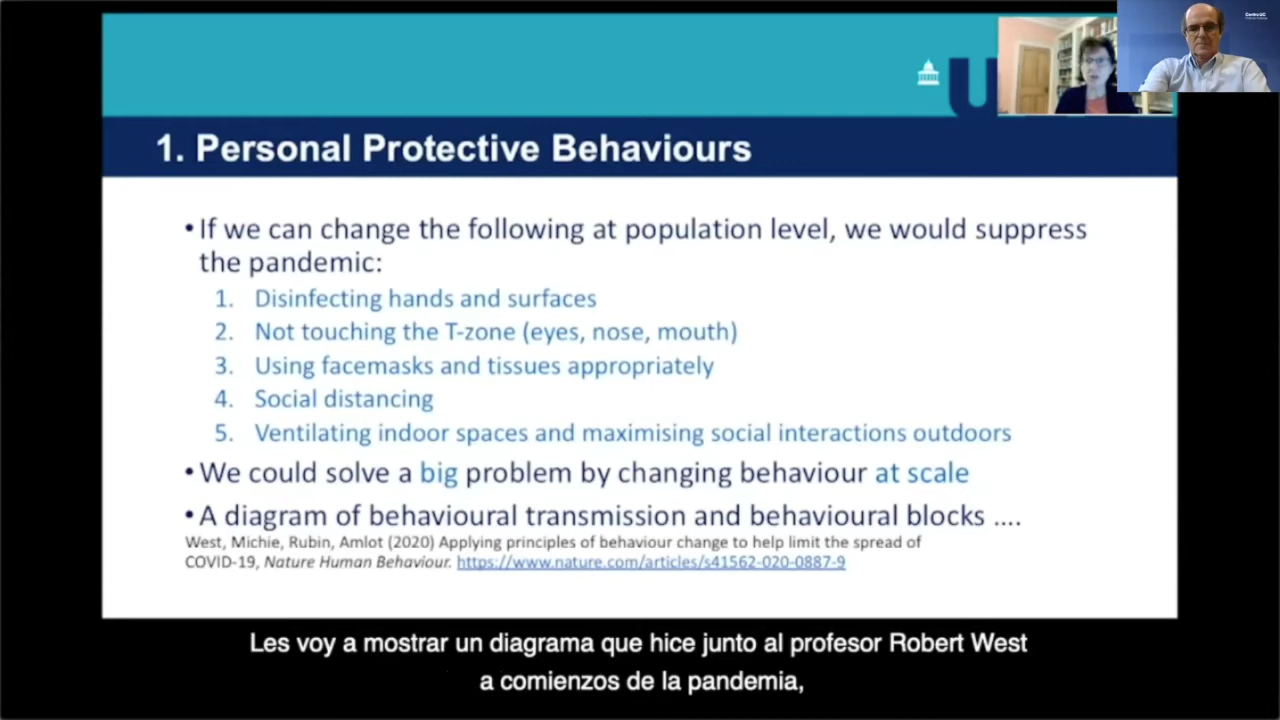 U
1. Personal Protective Behaviours
•If we can change the following at population level, we would suppress
the pandemic:
1. Disinfecting hands and surfaces
2. Not touching the T-zone (eyes, nose, mouth)
3. Using facemasks and tissues appropriately
4. Social distancing
5. Ventilating indoor spaces and maximising social interactions outdoors
•We could solve a big problem by changing behaviour at scale
•A diagram of behavioural transmission and behavioural blocks ....
West, Michie, Rubin, Amlot (2020) Applying principles of behaviour change to help limit the spread of
COVID-19, Nature Human Behaviour. https://www.nature.com/articles/s41562-020-0887-9
Les voy a mostrar un diagrama que hice junto al profesor Robert West
a comienzos de la pandemia,